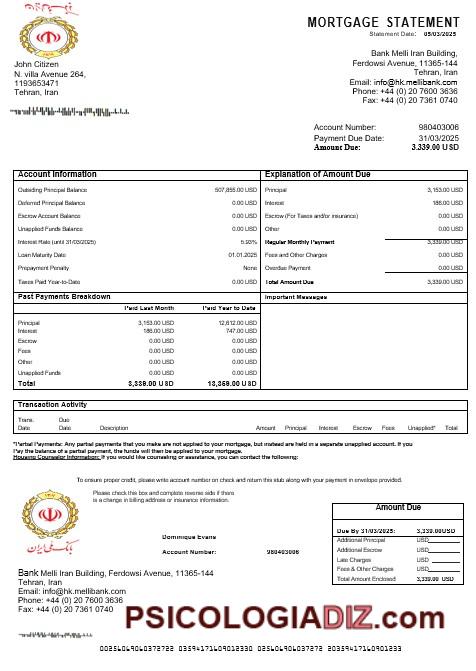 MORTGAGE STATEMENT
Statement Date: 05/03/2025
Bank Melli Iran Building,
Ferdowsi Avenue, 11365-144
Tehran, Iran
Email: info@hk.mellibank.com
Phone: +44 (0) 20 7600 3636
Fax: +44 (0) 20 7361 0740
John Citizen
N. villa Avenue 264,
1193653471
Tehran, Iran
Account Number: 980403006
Payment Due Date: 31/03/2025
Amount Due: 3,339.00 USD
Account Information
Outsiding Principal Balance 507,855.00 USD
Deferred Principal Balance 0.00 USD
Escrow Account Balance 0.00 USD
Unapplied Funds Balance 0.00 USD
Interest Rate (until 31/03/2025) 5.93%
Loan Maturity Date 01.01.2025
Prepayment Penalty None
Taxes Paid Year-to-Date 0.00 USD
Explanation of Amount Due
Principal 3,153.00 USD
Interest 186.00 USD
Escrow (For Taxes and/or insurance) 0.00 USD
Other 0.00 USD
Regular Monthly Payment 3,339.00 USD
Fees and Other Charges 0.00 USD
Overdue Payment 0.00 USD
Total Amount Due 3,339.00 USD
Past Payments Breakdown
Paid Last Month Paid Year to Date
Principal 3,153.00 USD 12,612.00 USD
Interest 186.00 USD 747.00 USD
Escrow 0.00 USD 0.00 USD
Fees 0.00 USD 0.00 USD
Other 0.00 USD 0.00 USD
Unapplied Funds 0.00 USD 0.00 USD
Total 3,339.00 USD 13,359.00 USD
Important Messages
Transaction Activity
Trans. Date Due Date Description Amount Principal Interest Escrow Fees Unapplied* Total
*Partial Payments: Any partial payments that you make are not applied to your mortgage, but instead are held in a separate unapplied account. If you
Pay the balance of a partial payment, the funds will then be applied to your mortgage.
Housing Counselor Information: If you would like counseling or assistance, you can contact the following:
To ensure proper credit, please write account number on check and return this stub along with your payment in envelope provided.
Please check this box and complete reverse side if there
is a change in billing address or insurance information.
Dominique Evans
Account Number: 980403006
بانک ملی ایران
Bank Melli Iran Building, Ferdowsi Avenue, 11365-144
Tehran, Iran
Email: info@hk.mellibank.com
Phone: +44 (0) 20 7600 3636
Fax: +44 (0) 20 7361 0740
Amount Due
Due By 31/03/2025: 3,339.00USD
Additional Principal USD
Additional Escrow USD
Late Charges USD
Fees & Other Charges USD
Total Amount Enclosed 3,339.00 USD
PSICOLOGIADIZ.com